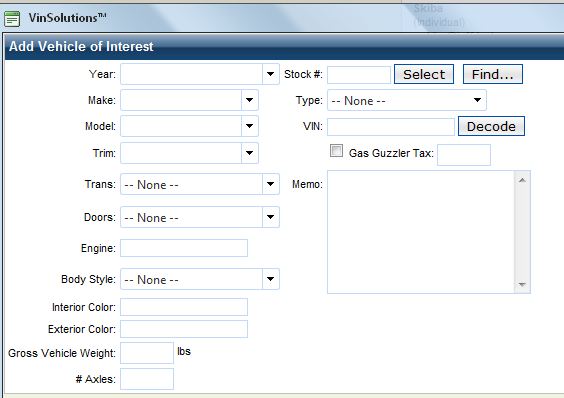 Skiba
(Individual)
VinSolutions™
Add Vehicle of Interest
Year: Stock #: Select Find...
Make: Type: -- None --
Model: VIN: Decode
Trim: Gas Guzzler Tax:
Trans: -- None -- Memo:
Doors: -- None --
Engine:
Body Style: -- None --
Interior Color:
Exterior Color:
Gross Vehicle Weight: lbs
# Axles: